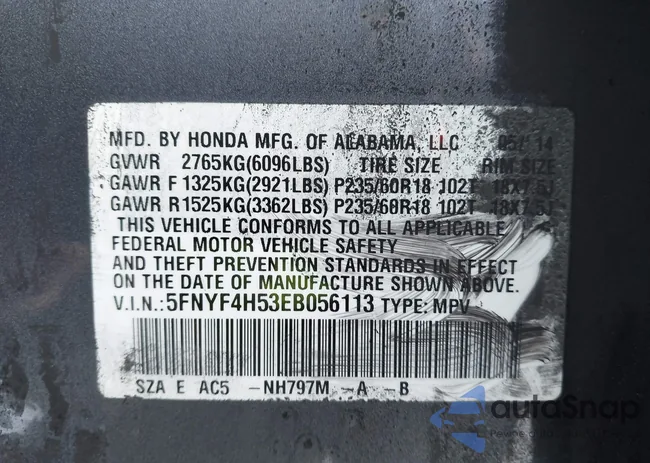 MFD. BY HONDA MFG. OF ALABAMA, LLC 05/14
GVWR 2765KG(6096LBS) TIRE SIZE RIM SIZE
GAWR F 1325KG(2921LBS) P235/60R18 102T 18X7.5J
GAWR R 1525KG(3362LBS) P235/60R18 102T 18X7.5J
THIS VEHICLE CONFORMS TO ALL APPLICABLE U.S.
FEDERAL MOTOR VEHICLE SAFETY
AND THEFT PREVENTION STANDARDS IN EFFECT
ON THE DATE OF MANUFACTURE SHOWN ABOVE.
V.I.N.: 5FNYF4H53EB056113 TYPE: MPV
SZA E AC5 -NH797M -A -B
autoSnap